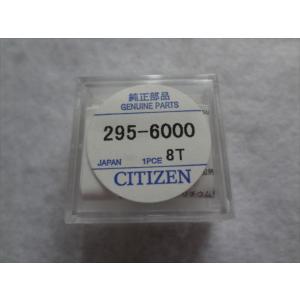 純正部品
GENUINE PARTS
295-6000
JAPAN 1PCE 8T
CITIZEN